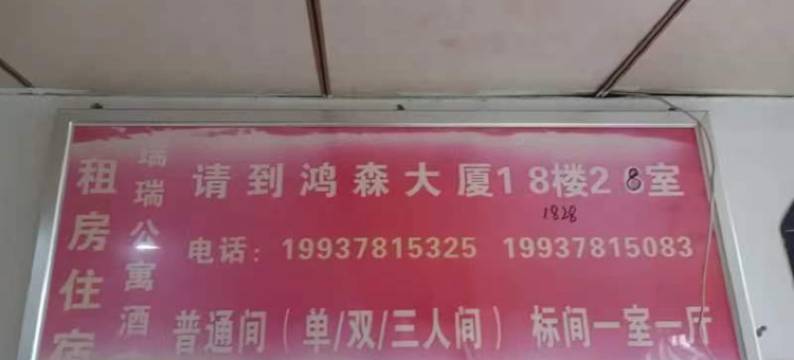 租房住宿
瑞瑞公寓酒
请到鸿森大厦18楼28室
1828
电话：19937815325 19937815083
普通间（单/双/三人间） 标间一室一厅